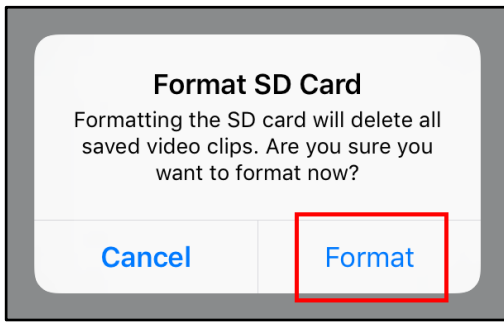 Format SD Card
Formatting the SD card will delete all
saved video clips. Are you sure you
want to format now?
Cancel
Format